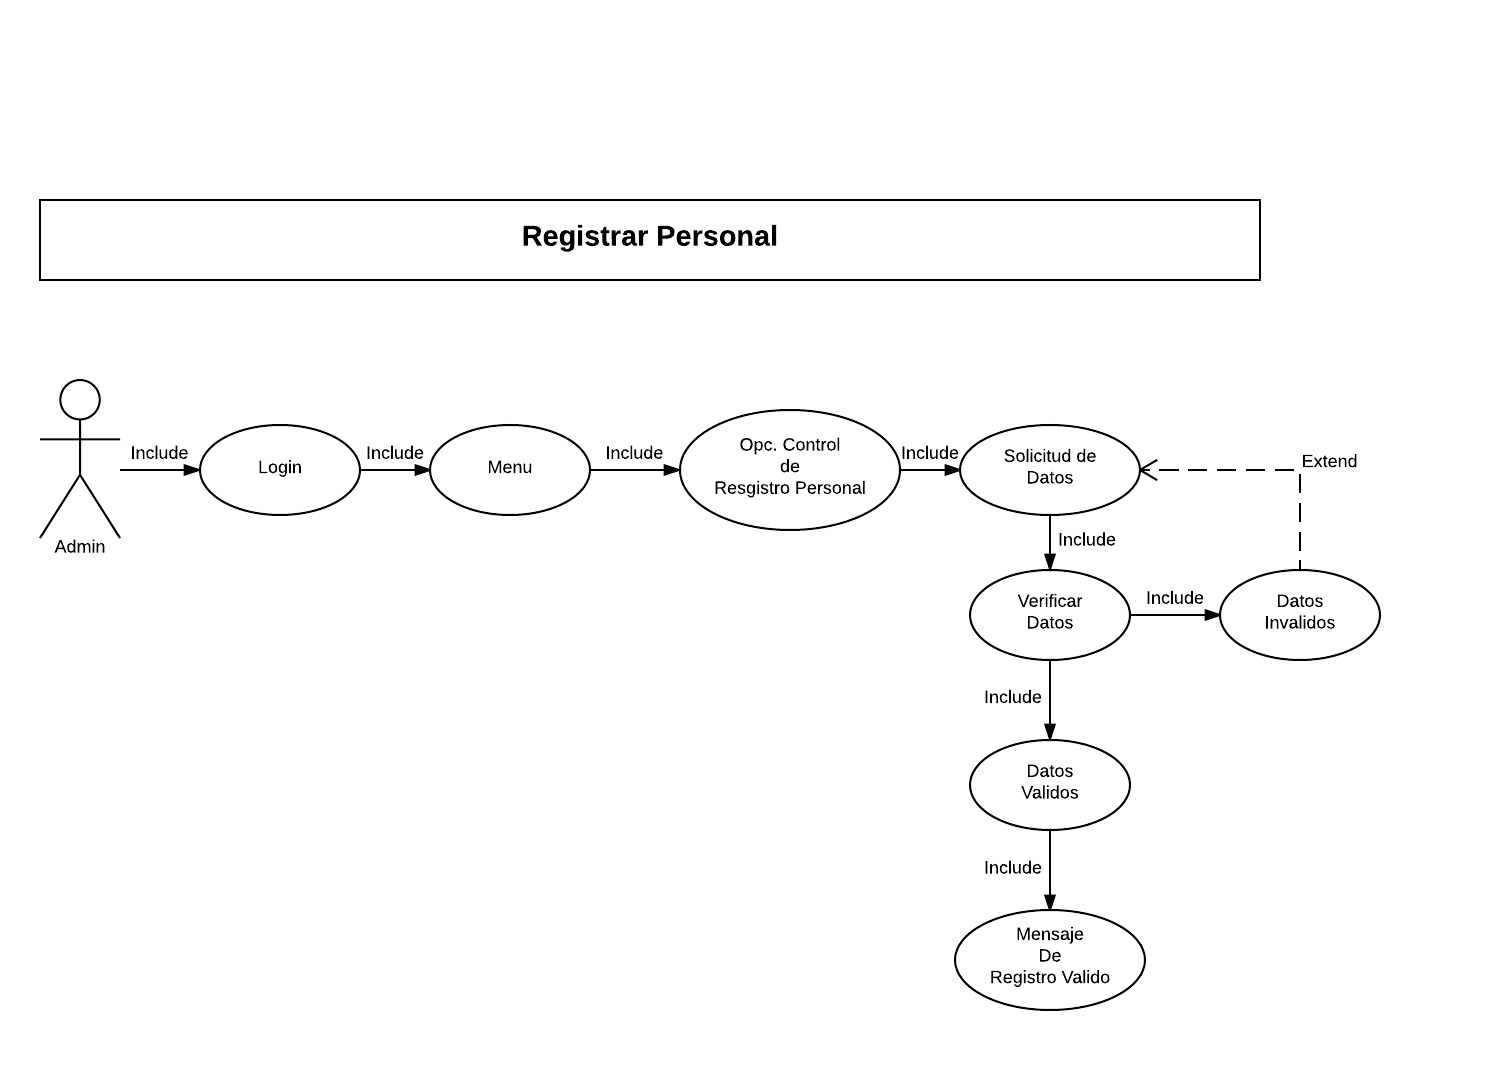 Registrar Personal
Include
Include
Include
Include
Extend
Login
Menu
Opc. Control
de
Resgistro Personal
Solicitud de
Datos
Admin
Include
Verificar
Datos
Include
Datos
Invalidos
Include
Datos
Validos
Include
Mensaje
De
Registro Valido